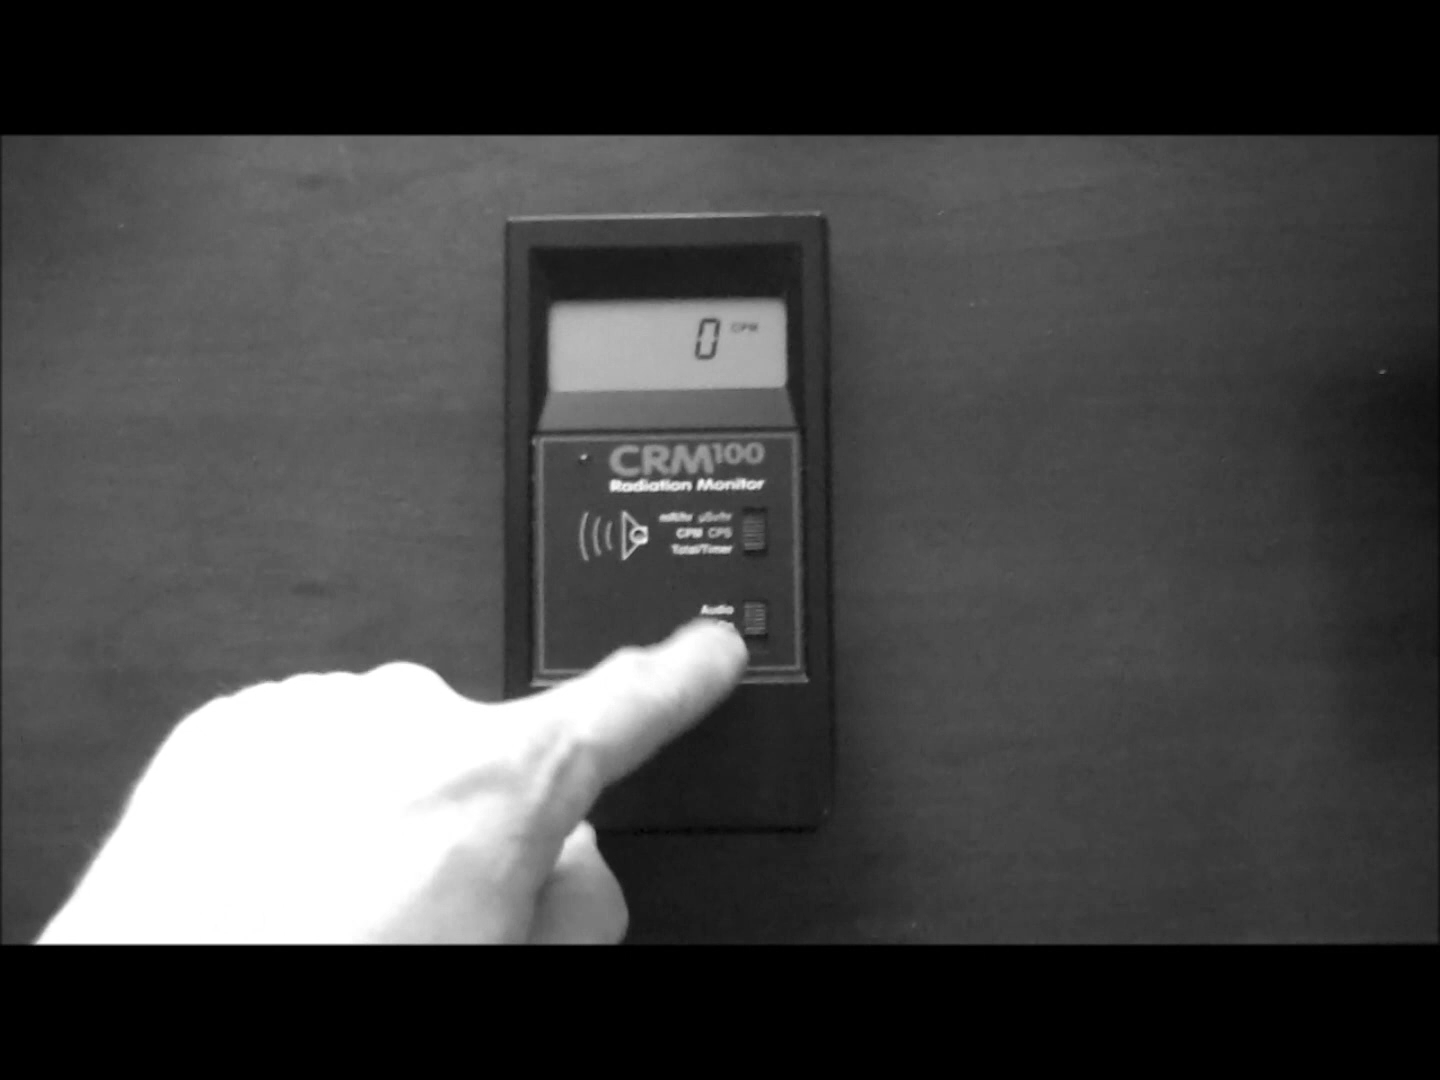 0 CPM
CRM100
Radiation Monitor
mR/hr µSv/hr
CPM CPS
Total/Timer
Audio